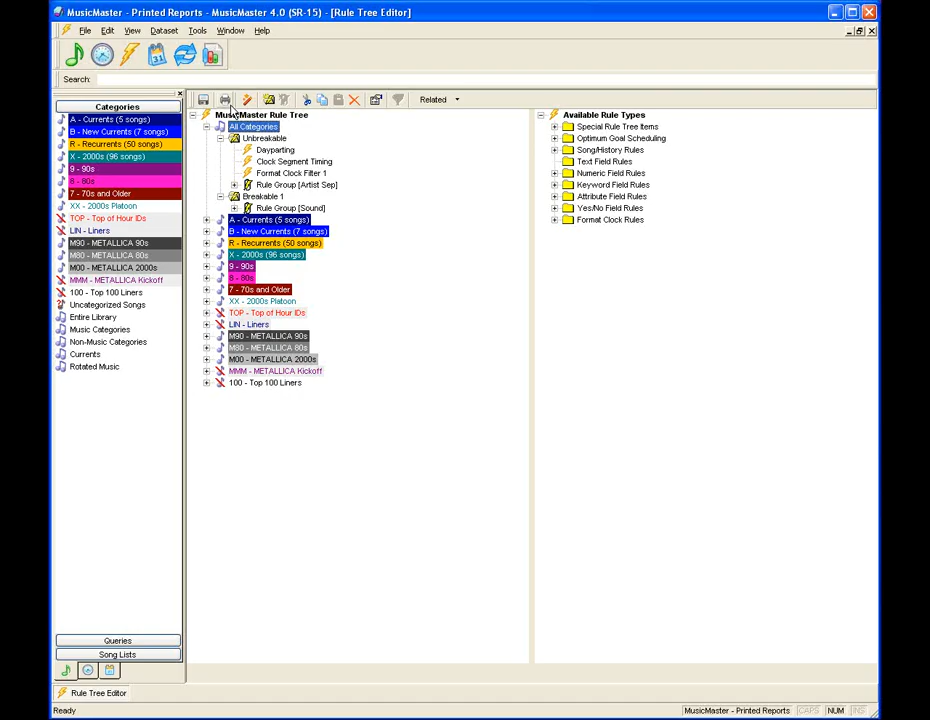 MusicMaster - Printed Reports - MusicMaster 4.0 (SR-15) - [Rule Tree Editor]
File Edit View Dataset Tools Window Help
31
Search:
Categories
A - Currents (5 songs)
B - New Currents (7 songs)
R - Recurrents (50 songs)
X - 2000s (96 songs)
9 - 90s
8 - 80s
7 - 70s and Older
XX - 2000s Platoon
TOP - Top of Hour IDs
LIN - Liners
M90 - METALLICA 90s
M80 - METALLICA 80s
M00 - METALLICA 2000s
MMM - METALLICA Kickoff
100 - Top 100 Liners
Uncategorized Songs
Entire Library
Music Categories
Non-Music Categories
Currents
Rotated Music
Queries
Song Lists
Related
MusicMaster Rule Tree
All Categories
Unbreakable
Dayparting
Clock Segment Timing
Format Clock Filter 1
Rule Group [Artist Sep]
Breakable 1
Rule Group [Sound]
A - Currents (5 songs)
B - New Currents (7 songs)
R - Recurrents (50 songs)
X - 2000s (96 songs)
9 - 90s
8 - 80s
7 - 70s and Older
XX - 2000s Platoon
TOP - Top of Hour IDs
LIN - Liners
M90 - METALLICA 90s
M80 - METALLICA 80s
M00 - METALLICA 2000s
MMM - METALLICA Kickoff
100 - Top 100 Liners
Available Rule Types
Special Rule Tree Items
Optimum Goal Scheduling
Song/History Rules
Text Field Rules
Numeric Field Rules
Keyword Field Rules
Attribute Field Rules
Yes/No Field Rules
Format Clock Rules
Rule Tree Editor
Ready
MusicMaster - Printed Reports CAPS NUM INS